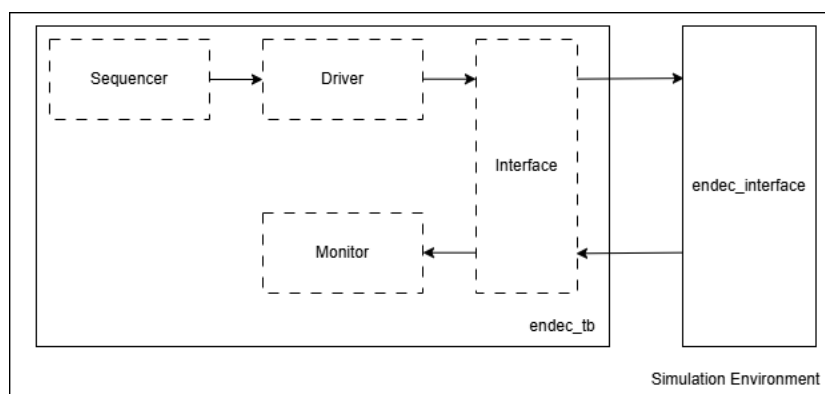 Sequencer
Driver
Interface
endec_interface
Monitor
endec_tb
Simulation Environment